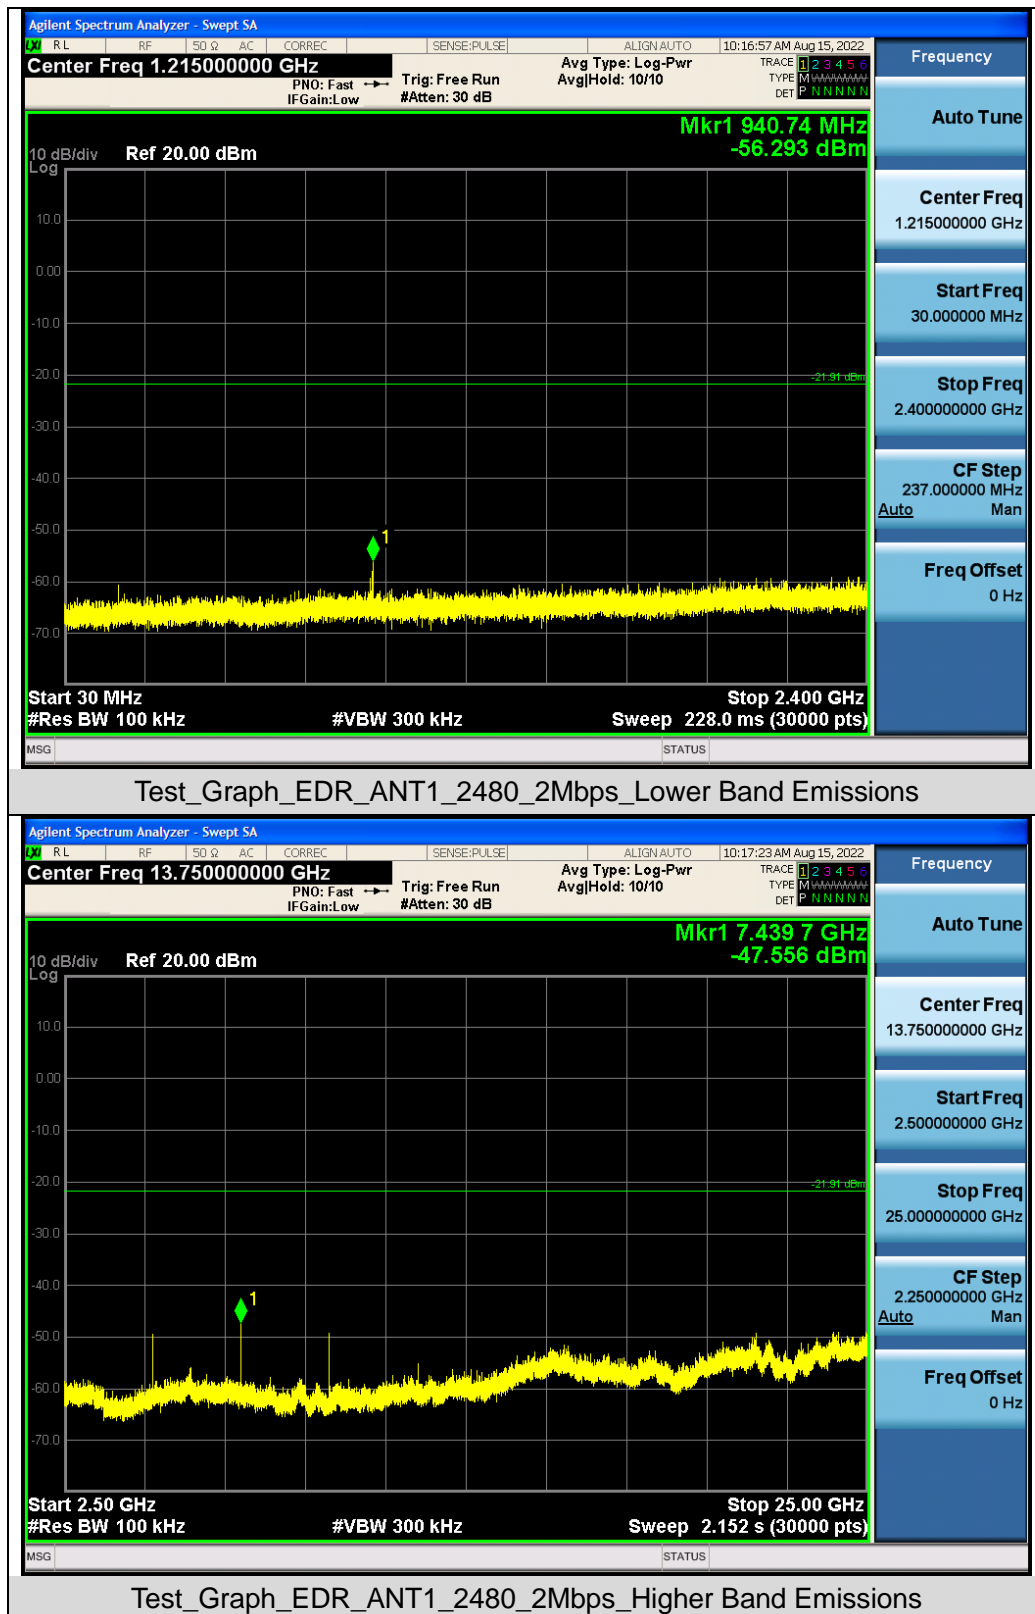 Agilent Spectrum Analyzer - Swept SA
LXI RL RF 50 Ω AC CORREC SENSE:PULSE ALIGN AUTO 10:16:57 AM Aug 15, 2022
Center Freq 1.215000000 GHz
PNO: Fast
IFGain:Low
Trig: Free Run
#Atten: 30 dB
Avg Type: Log-Pwr
Avg|Hold: 10/10
TRACE 1 2 3 4 5 6
TYPE M WWWWW
DET P N N N N N
Mkr1 940.74 MHz
-56.293 dBm
10 dB/div Ref 20.00 dBm
Log
10.0
0.00
-10.0
-20.0
-21.91 dBm
-30.0
-40.0
-50.0
1
-60.0
-70.0
Start 30 MHz Stop 2.400 GHz
#Res BW 100 kHz #VBW 300 kHz Sweep 228.0 ms (30000 pts)
MSG STATUS
Frequency
Auto Tune
Center Freq
1.215000000 GHz
Start Freq
30.000000 MHz
Stop Freq
2.400000000 GHz
CF Step
237.000000 MHz
Auto Man
Freq Offset
0 Hz
Test_Graph_EDR_ANT1_2480_2Mbps_Lower Band Emissions
Agilent Spectrum Analyzer - Swept SA
LXI RL RF 50 Ω AC CORREC SENSE:PULSE ALIGN AUTO 10:17:23 AM Aug 15, 2022
Center Freq 13.750000000 GHz
PNO: Fast
IFGain:Low
Trig: Free Run
#Atten: 30 dB
Avg Type: Log-Pwr
Avg|Hold: 10/10
TRACE 1 2 3 4 5 6
TYPE M WWWWW
DET P N N N N N
Mkr1 7.439 7 GHz
-47.556 dBm
10 dB/div Ref 20.00 dBm
Log
10.0
0.00
-10.0
-20.0
-21.91 dBm
-30.0
-40.0
1
-50.0
-60.0
-70.0
Start 2.50 GHz Stop 25.00 GHz
#Res BW 100 kHz #VBW 300 kHz Sweep 2.152 s (30000 pts)
MSG STATUS
Frequency
Auto Tune
Center Freq
13.750000000 GHz
Start Freq
2.500000000 GHz
Stop Freq
25.000000000 GHz
CF Step
2.250000000 GHz
Auto Man
Freq Offset
0 Hz
Test_Graph_EDR_ANT1_2480_2Mbps_Higher Band Emissions